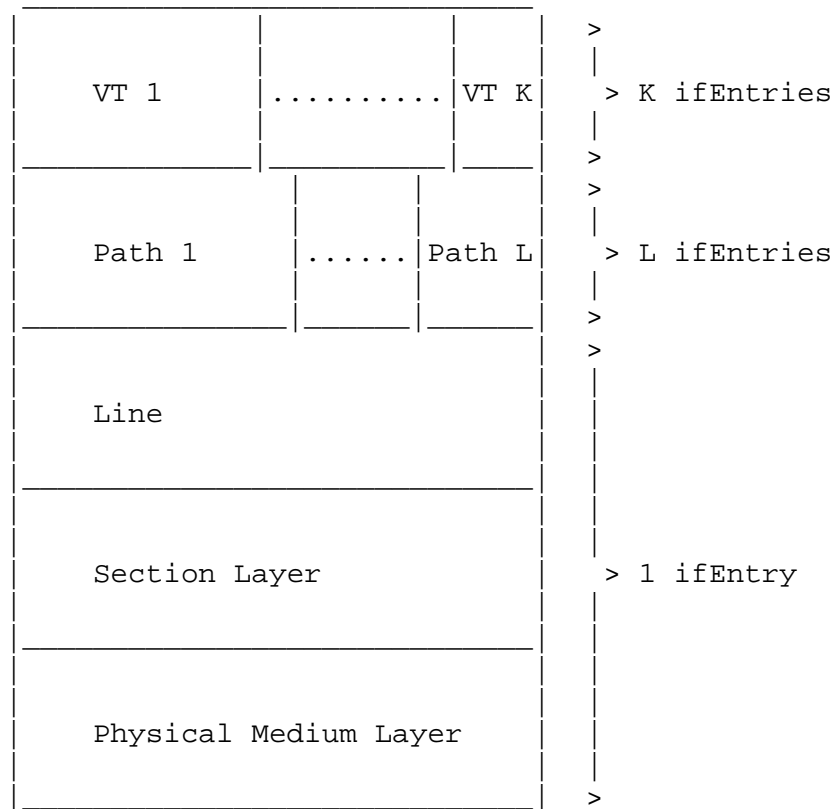 VT 1 ..........VT K > K ifEntries
Path 1 ......Path L > L ifEntries
Line
Section Layer > 1 ifEntry
Physical Medium Layer